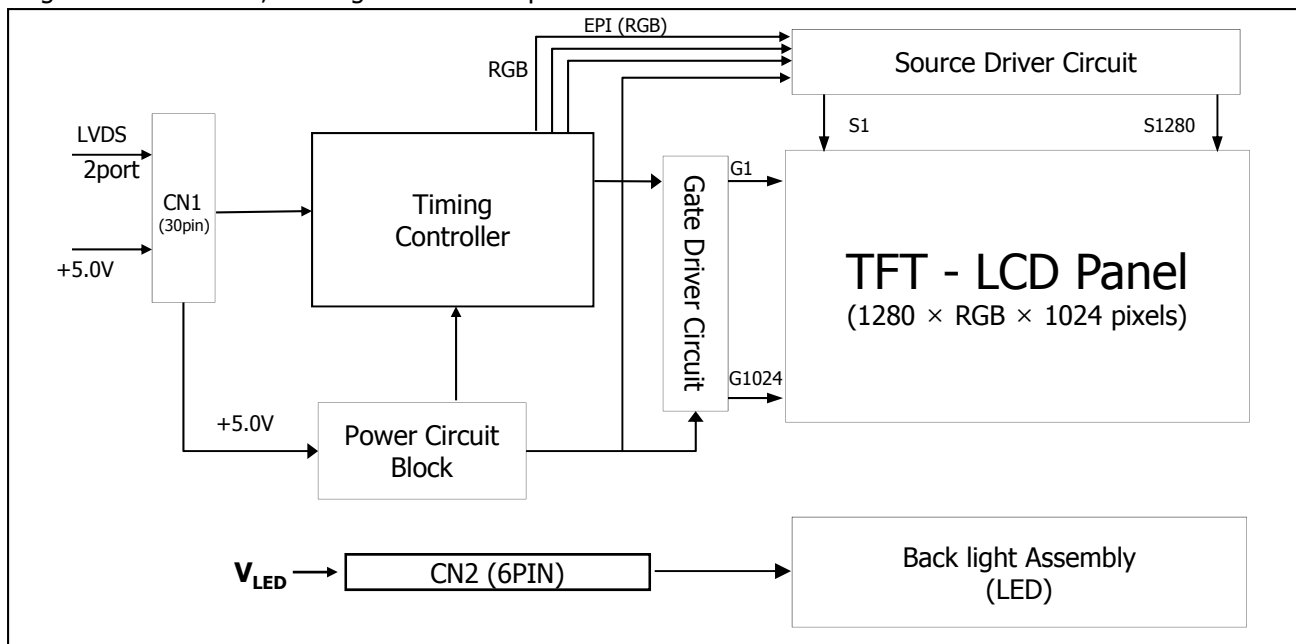 EPI (RGB)
RGB
Source Driver Circuit
S1
S1280
LVDS
2port
CN1
(30pin)
+5.0V
Timing
Controller
Gate Driver Circuit
G1
G1024
TFT - LCD Panel
(1280 × RGB × 1024 pixels)
+5.0V
Power Circuit
Block
VLED
CN2 (6PIN)
Back light Assembly
(LED)